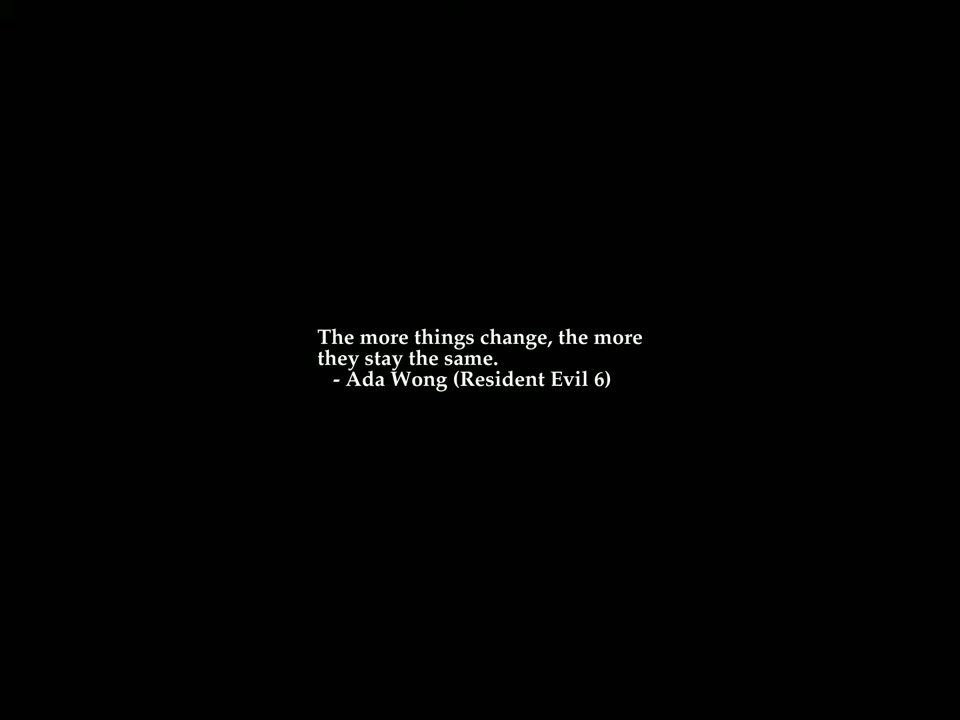 The more things change, the more
they stay the same.
- Ada Wong (Resident Evil 6)